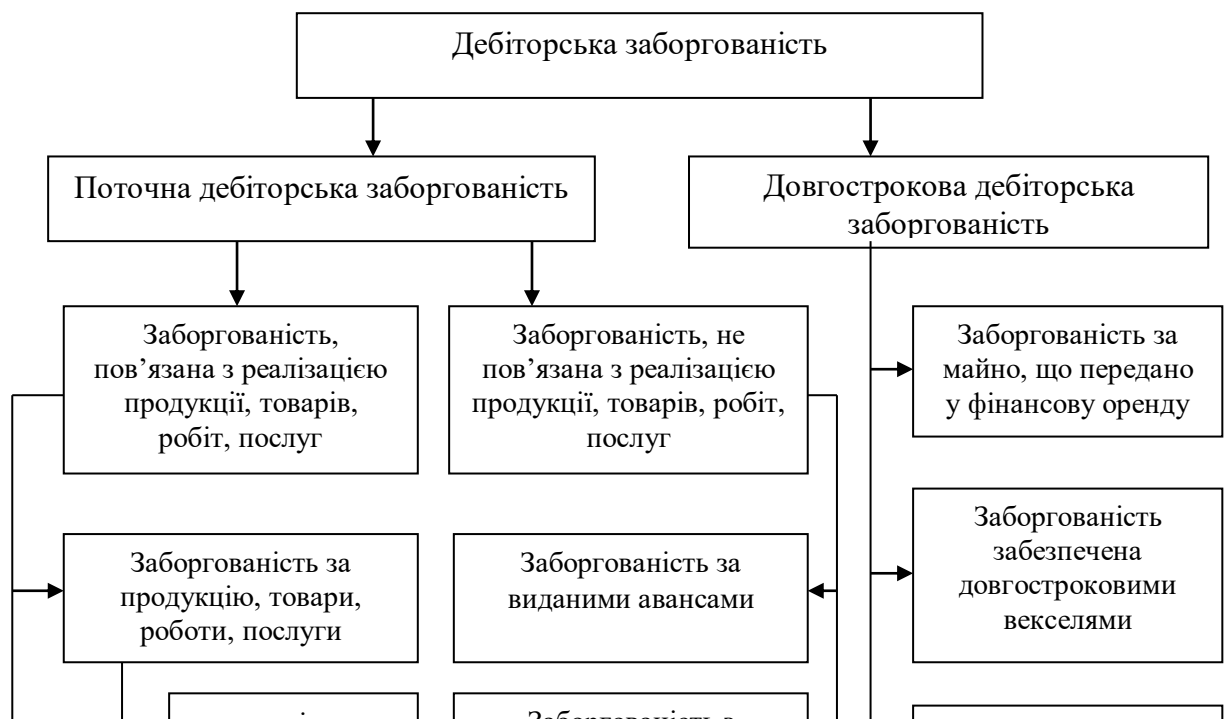 Дебіторська заборгованість
Поточна дебіторська заборгованість
Довгострокова дебіторська
заборгованість
Заборгованість,
пов’язана з реалізацією
продукції, товарів,
робіт, послуг
Заборгованість, не
пов’язана з реалізацією
продукції, товарів, робіт,
послуг
Заборгованість за
майно, що передано
у фінансову оренду
Заборгованість за
продукцію, товари,
роботи, послуги
Заборгованість за
виданими авансами
Заборгованість
забезпечена
довгостроковими
векселями
Заборгованість з